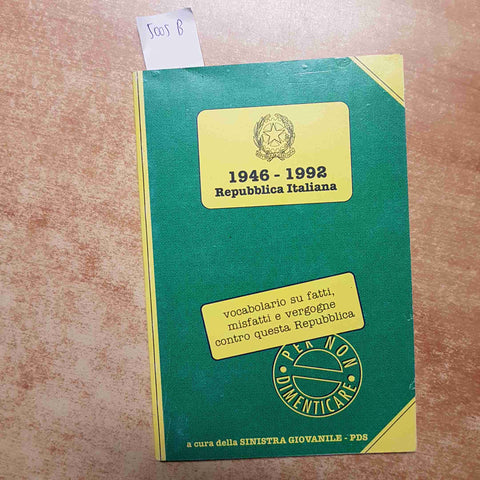 5005 B
1946 - 1992
Repubblica Italiana
vocabolario su fatti,
misfatti e vergogne
contro questa Repubblica
• PER NON •
DIMENTICARE
a cura della SINISTRA GIOVANILE - PDS